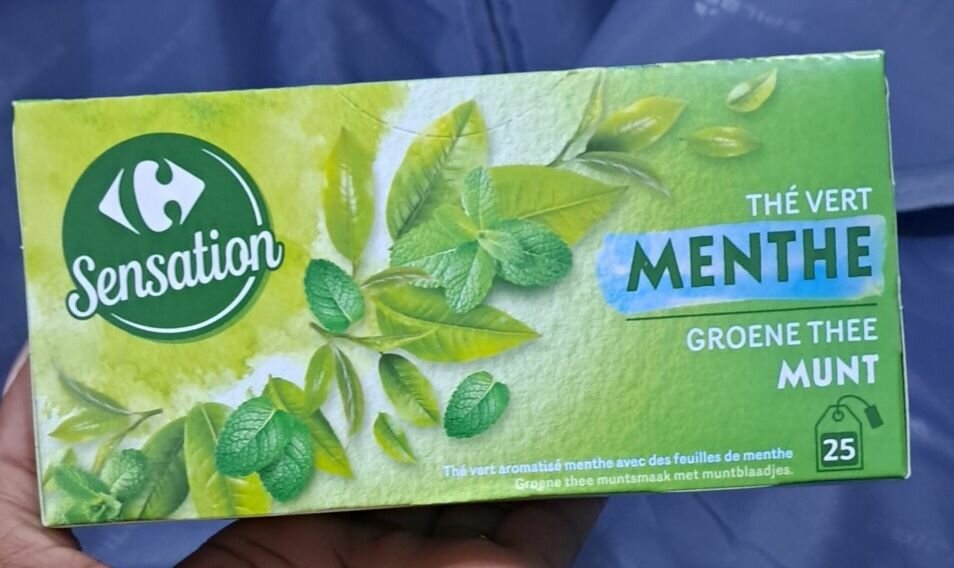 Sensation
THÉ VERT
MENTHE
GROENE THEE
MUNT
25
Thé vert aromatisé menthe avec des feuilles de menthe
Groene thee muntsmaak met muntblaadjes.